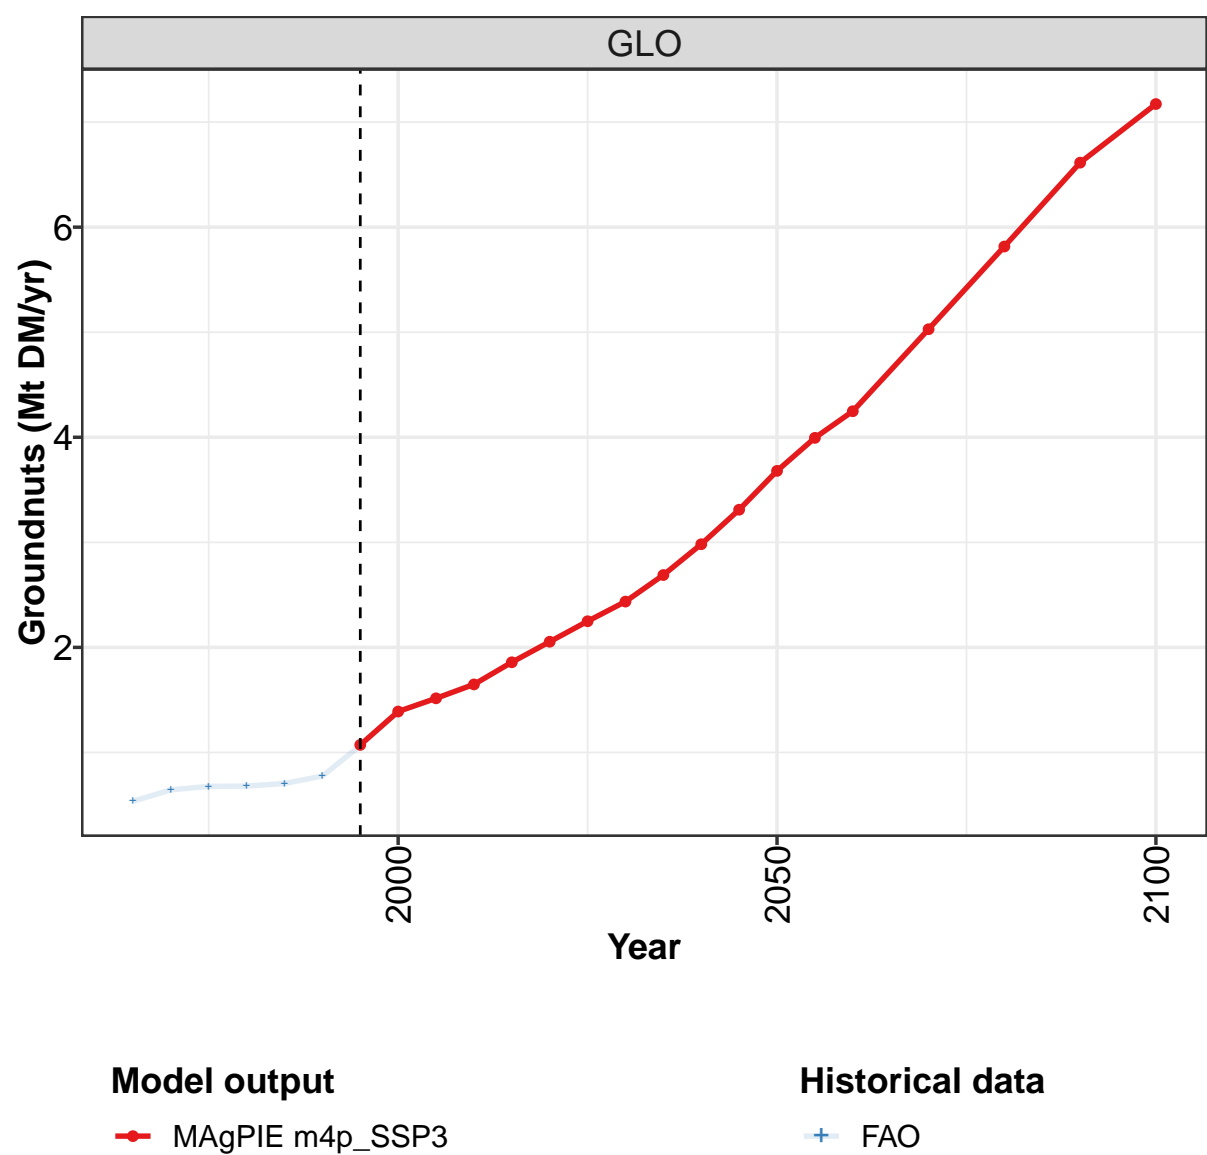 GLO
Groundnuts (Mt DM/yr)
6
4
2
2000
2050
2100
Year
Model output
MAgPIE m4p_SSP3
Historical data
FAO